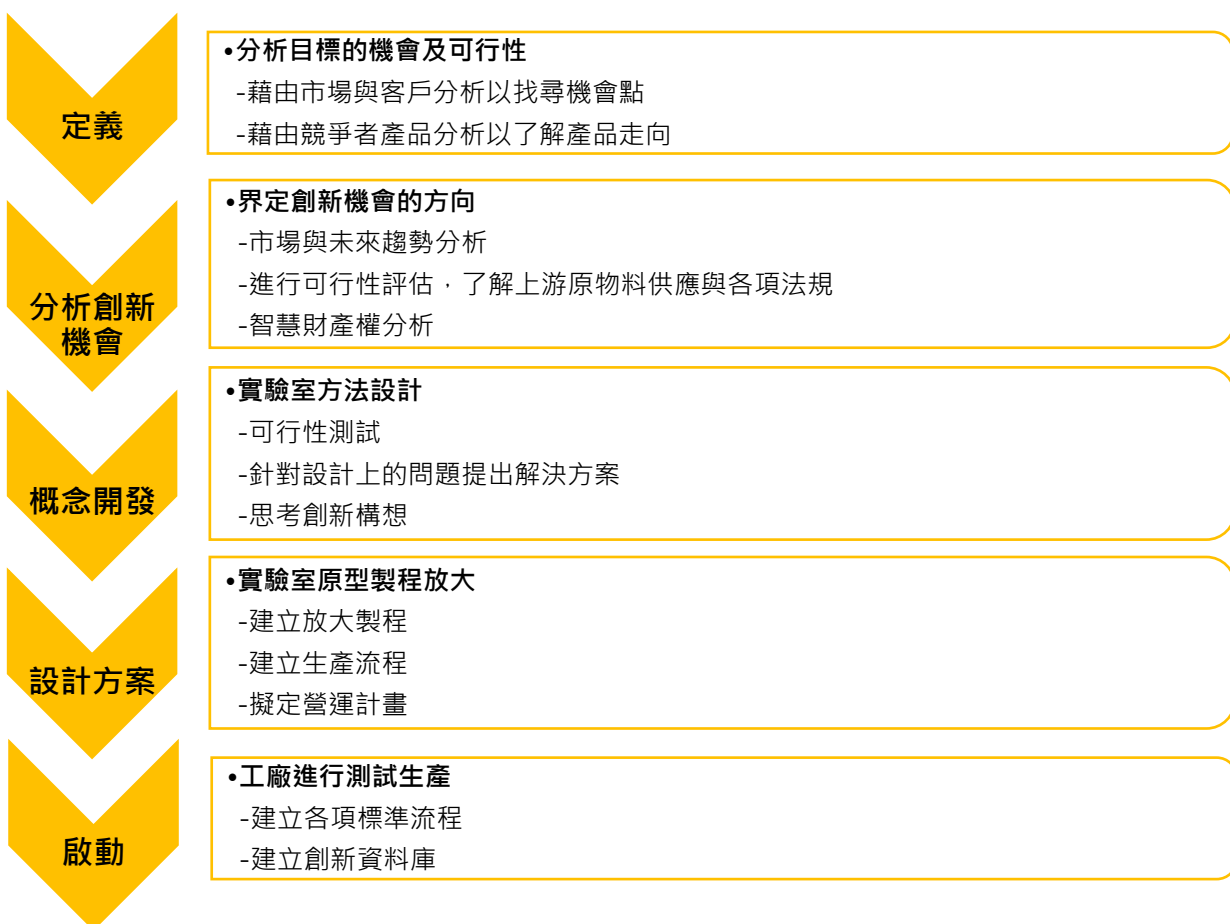 定義
•分析目標的機會及可行性
-藉由市場與客戶分析以找尋機會點
-藉由競爭者產品分析以了解產品走向
分析創新
機會
•界定創新機會的方向
-市場與未來趨勢分析
-進行可行性評估，了解上游原物料供應與各項法規
-智慧財產權分析
概念開發
•實驗室方法設計
-可行性測試
-針對設計上的問題提出解決方案
-思考創新構想
設計方案
•實驗室原型製程放大
-建立放大製程
-建立生產流程
-擬定營運計畫
啟動
•工廠進行測試生產
-建立各項標準流程
-建立創新資料庫